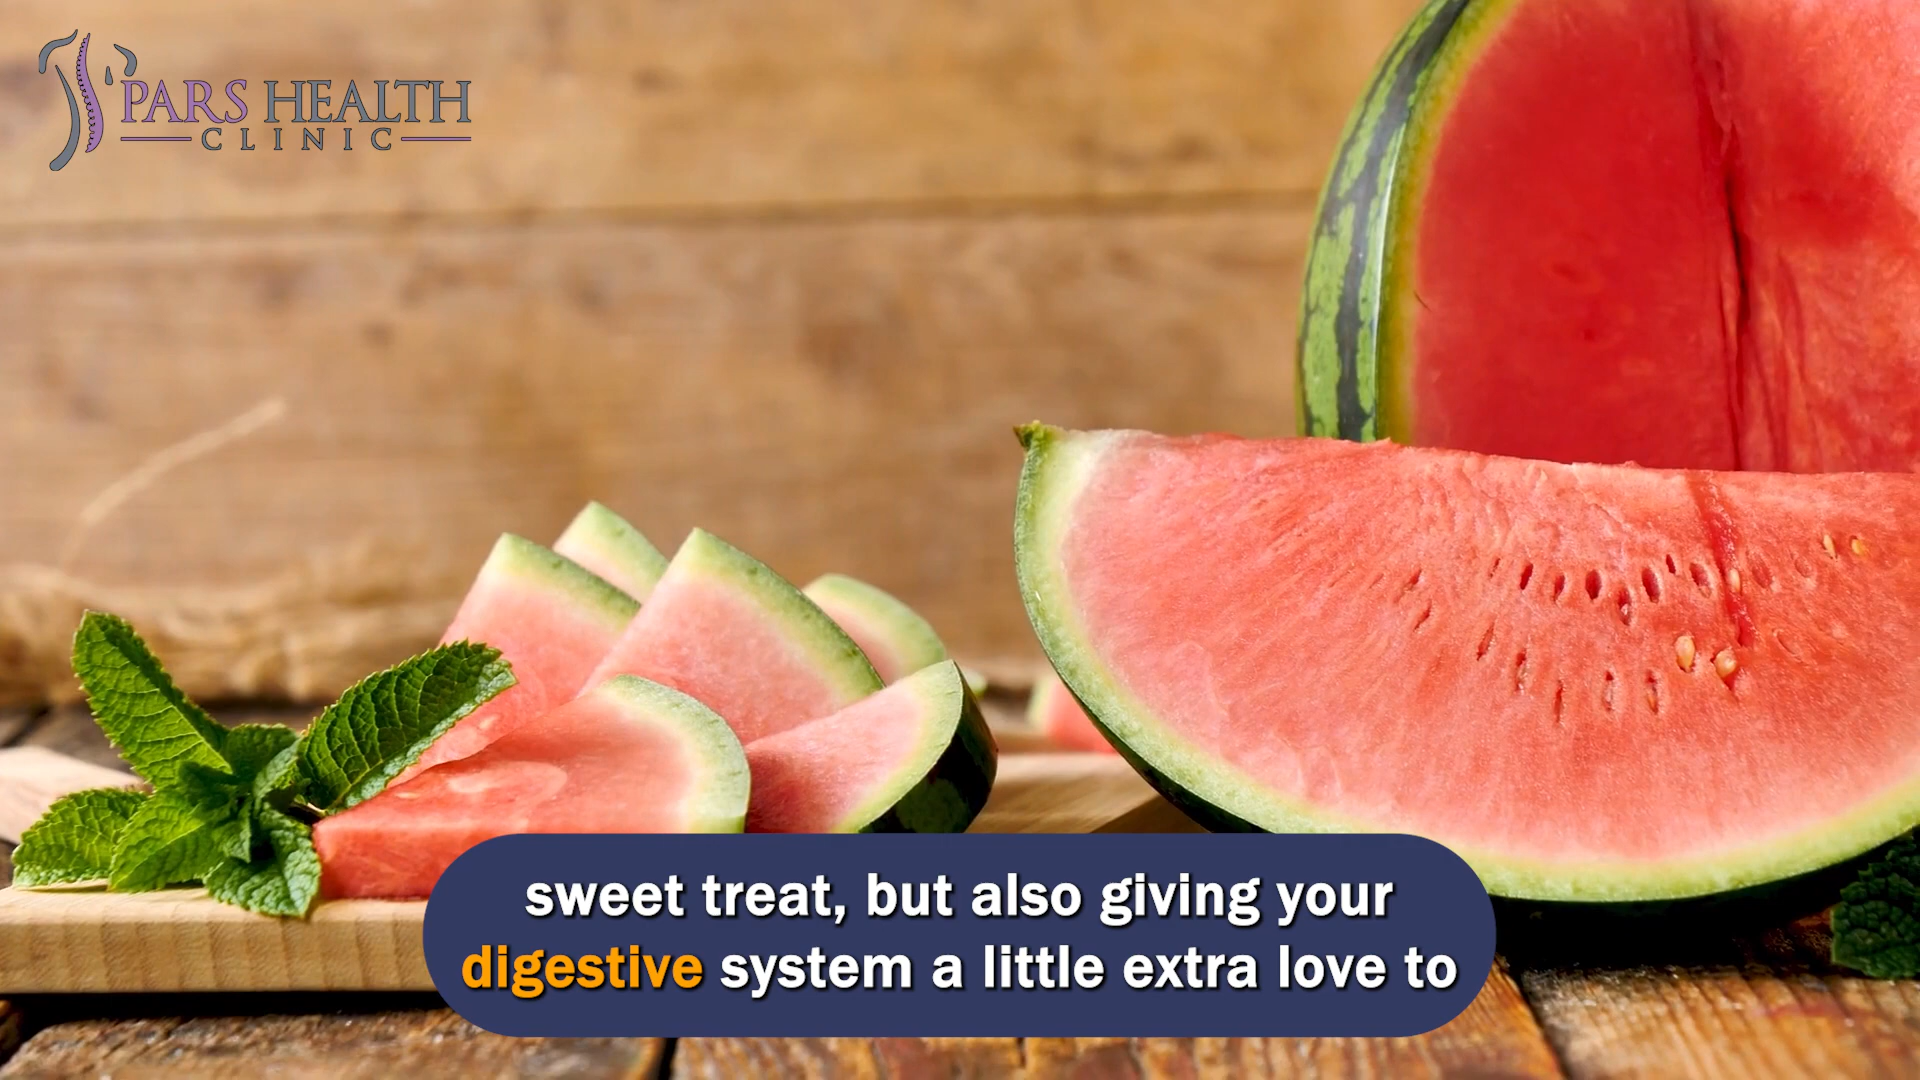 PARS HEALTH
CLINIC
sweet treat, but also giving your
digestive system a little extra love to